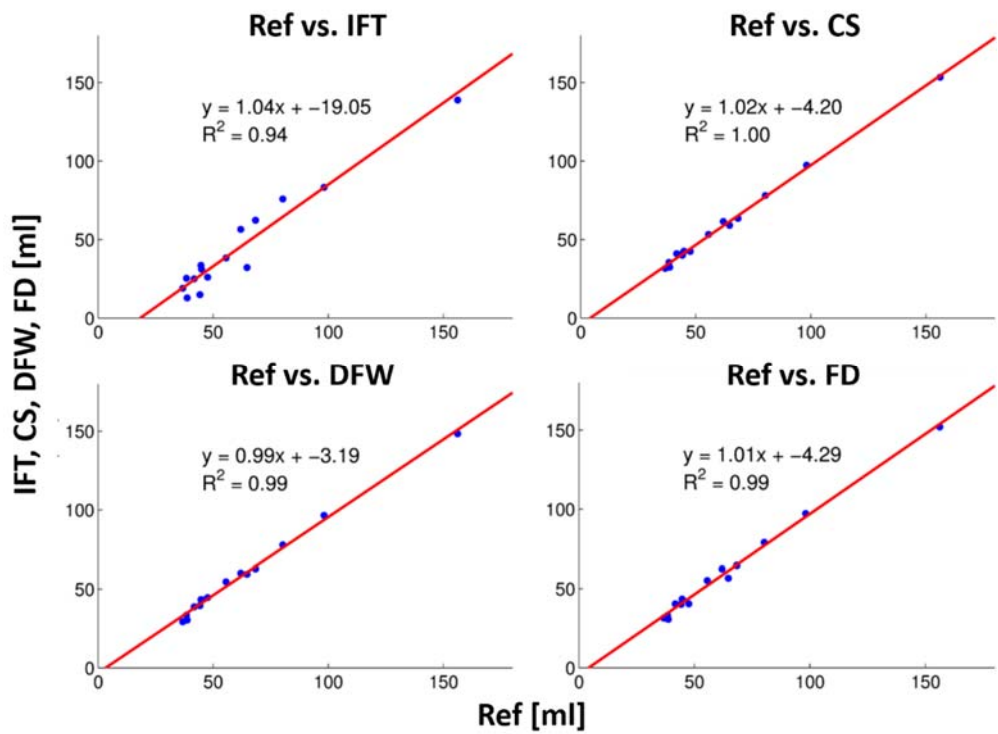 Ref vs. IFT
150
100
50
0
0 50 100 150
y = 1.04x + −19.05
R² = 0.94
Ref vs. CS
150
100
50
0
0 50 100 150
y = 1.02x + −4.20
R² = 1.00
IFT, CS, DFW, FD [ml]
Ref vs. DFW
150
100
50
0
0 50 100 150
y = 0.99x + −3.19
R² = 0.99
Ref vs. FD
150
100
50
0
0 50 100 150
y = 1.01x + −4.29
R² = 0.99
Ref [ml]